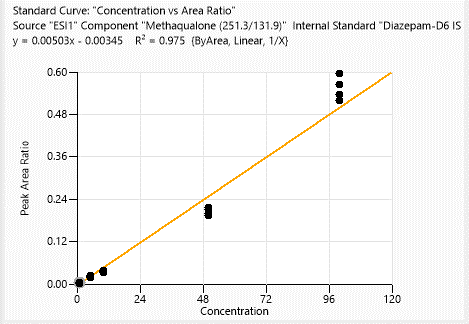 Standard Curve: "Concentration vs Area Ratio"
Source "ESI1" Component "Methaqualone (251.3/131.9)" Internal Standard "Diazepam-D6 IS
y = 0.00503x - 0.00345 R² = 0.975 {ByArea, Linear, 1/X}
0.60
0.48
0.36
0.24
0.12
0.00
Peak Area Ratio
0 24 48 72 96 120
Concentration